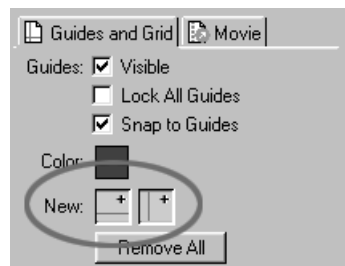 Guides and Grid Movie
Guides: Visible
Lock All Guides
Snap to Guides
Color:
New:
Remove All